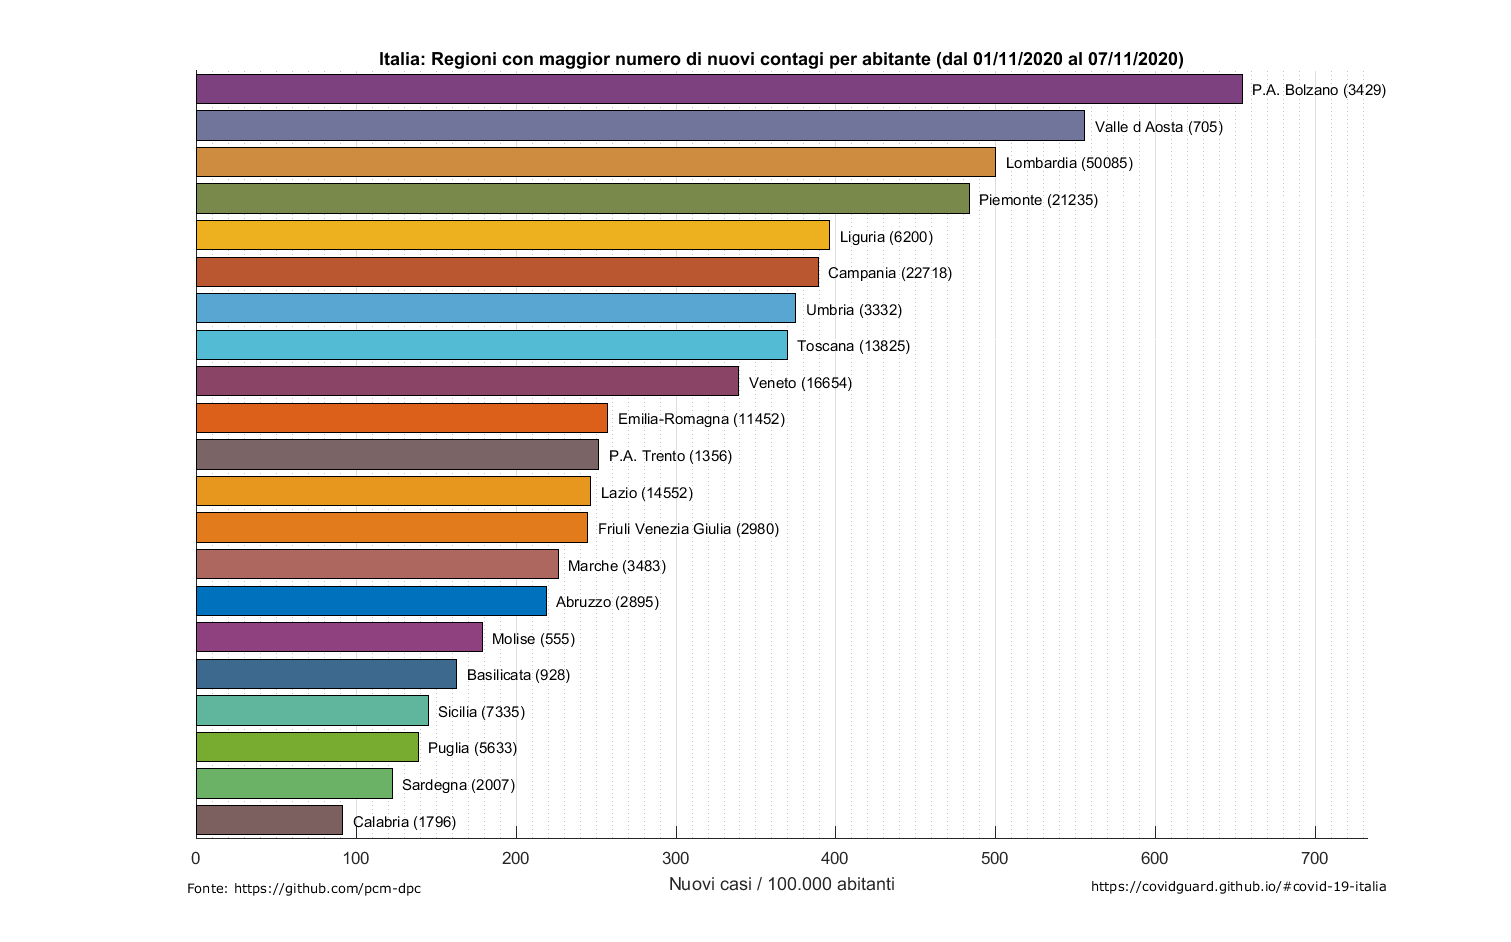 Italia: Regioni con maggior numero di nuovi contagi per abitante (dal 01/11/2020 al 07/11/2020)
P.A. Bolzano (3429)
Valle d Aosta (705)
Lombardia (50085)
Piemonte (21235)
Liguria (6200)
Campania (22718)
Umbria (3332)
Toscana (13825)
Veneto (16654)
Emilia-Romagna (11452)
P.A. Trento (1356)
Lazio (14552)
Friuli Venezia Giulia (2980)
Marche (3483)
Abruzzo (2895)
Molise (555)
Basilicata (928)
Sicilia (7335)
Puglia (5633)
Sardegna (2007)
Calabria (1796)
0 100 200 300 400 500 600 700
Nuovi casi / 100.000 abitanti
Fonte: https://github.com/pcm-dpc
https://covidguard.github.io/#covid-19-italia